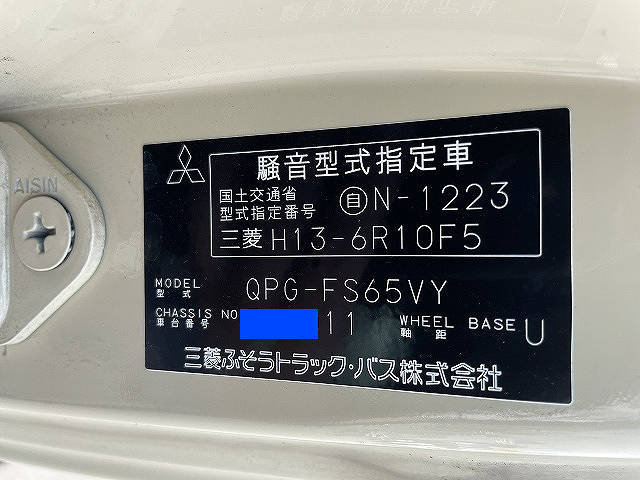 AISIN
騒音型式指定車
国土交通省
型式指定番号
自 N-1223
三菱 H13-6R10F5
MODEL QPG-FS65VY
型式
CHASSIS NO 11 WHEEL BASE U
車台番号 軸距
三菱ふそうトラック・バス株式会社